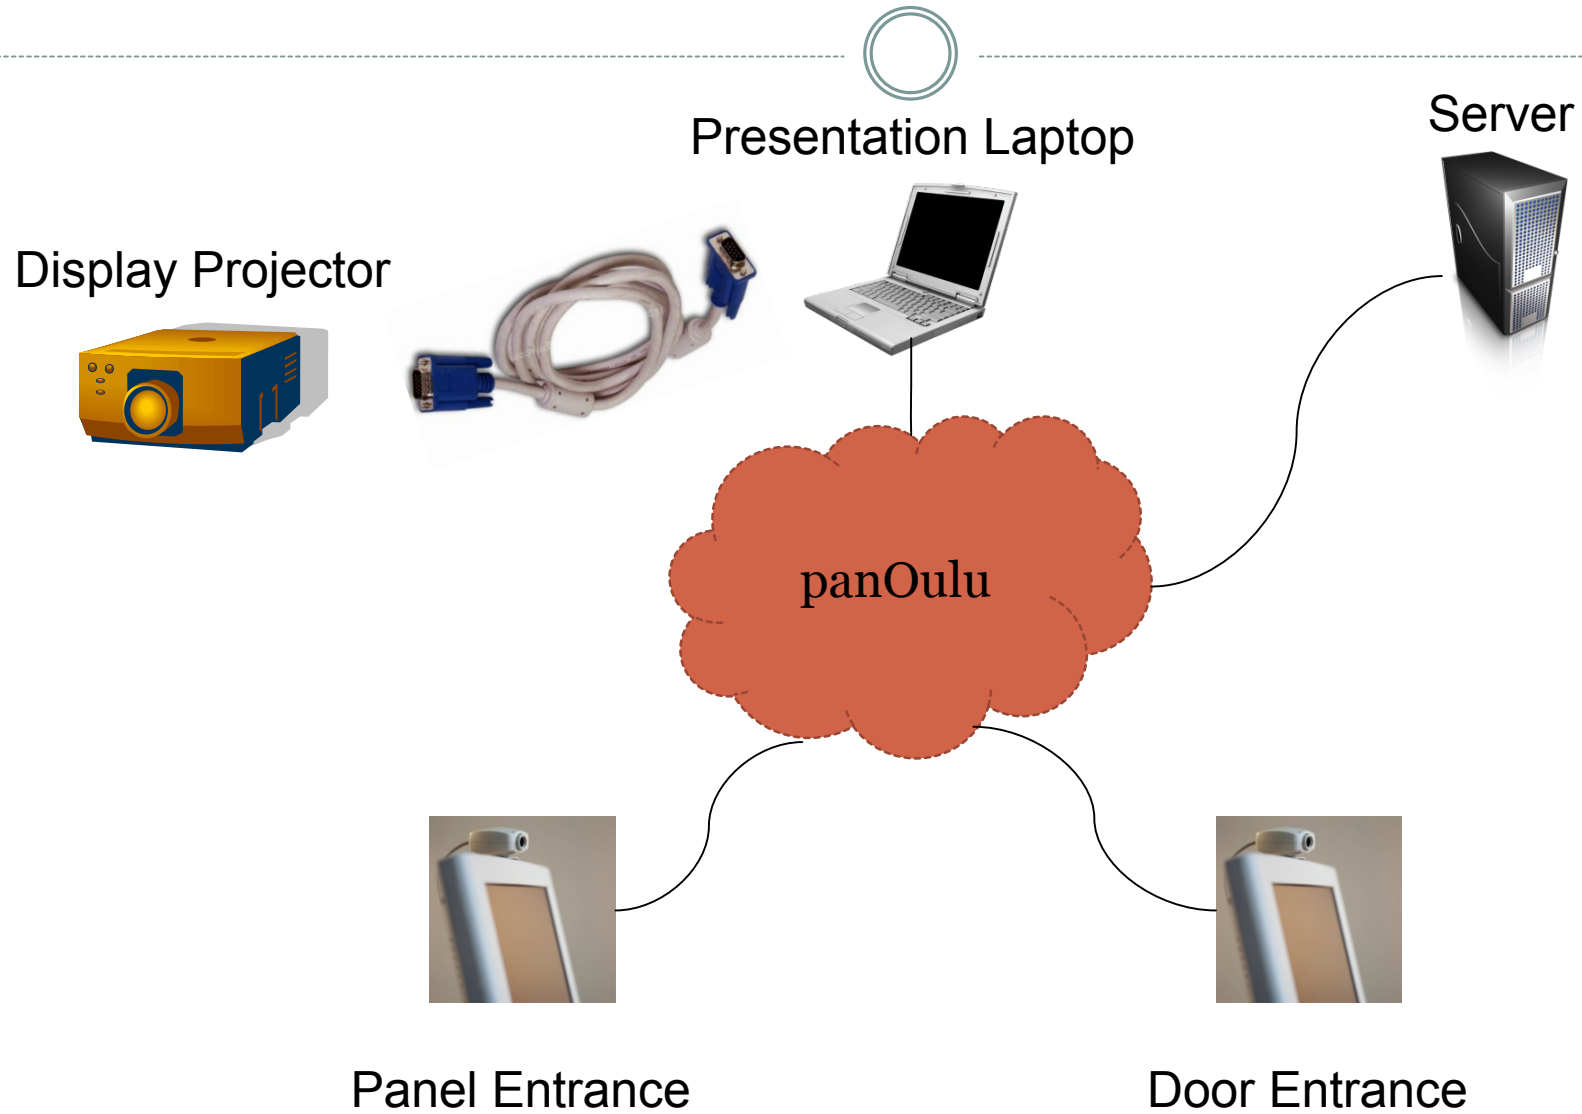 Presentation Laptop
Server
Display Projector
panOulu
Panel Entrance
Door Entrance